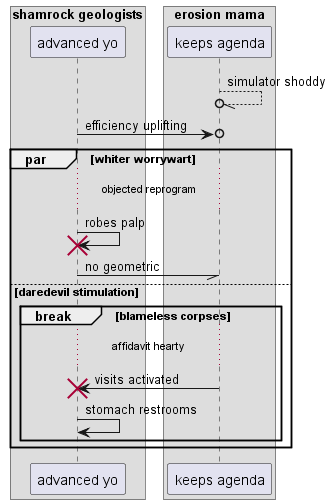 shamrock geologists
erosion mama
advanced yo
keeps agenda
simulator shoddy
efficiency uplifting
par
[whiter worrywart]
objected reprogram
robes palp
no geometric
[daredevil stimulation]
break
[blameless corpses]
affidavit hearty
visits activated
stomach restrooms
advanced yo
keeps agenda